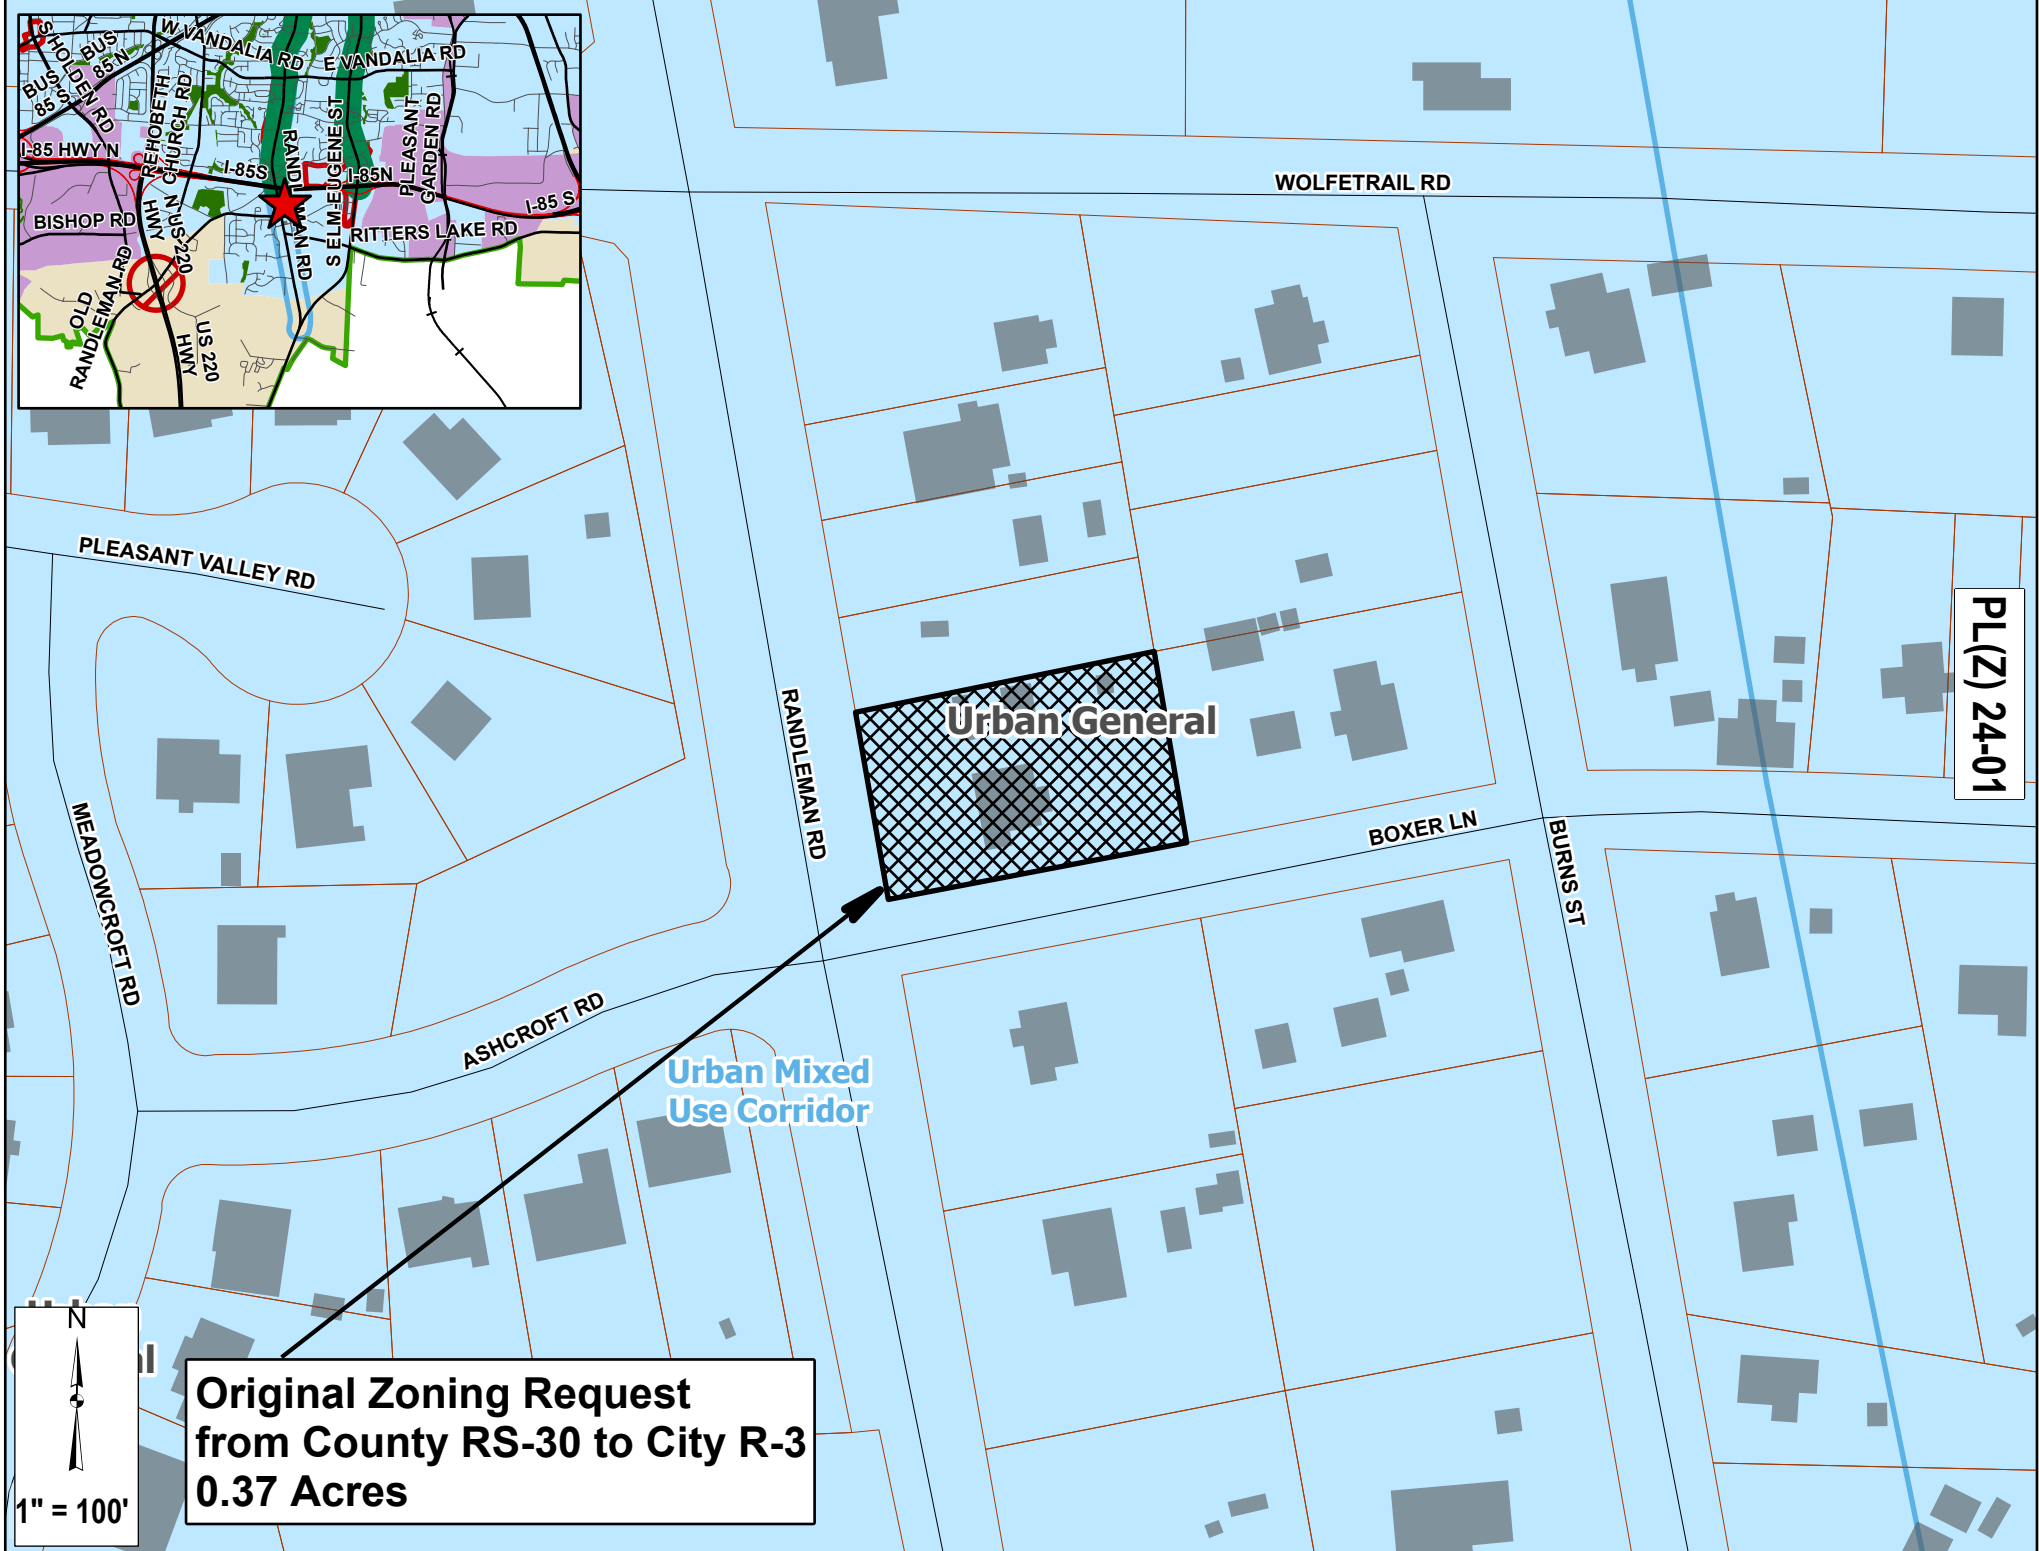 S HOLDEN RD
BUS
85 N
BUS
85 S
W VANDALIA RD
E VANDALIA RD
REHOBETH
CHURCH RD
RANDLEMAN RD
S ELM-EUGENE ST
PLEASANT
GARDEN RD
I-85 HWY N
I-85S
I-85N
I-85 S
BISHOP RD
HWY
N US 220
RITTERS LAKE RD
OLD
RANDLEMAN RD
US 220
HWY
WOLFETRAIL RD
PLEASANT VALLEY RD
PL(Z) 24-01
Urban General
RANDLEMAN RD
MEADOWCROFT RD
BOXER LN
BURNS ST
ASHCROFT RD
Urban Mixed
Use Corridor
N
1" = 100'
Original Zoning Request
from County RS-30 to City R-3
0.37 Acres